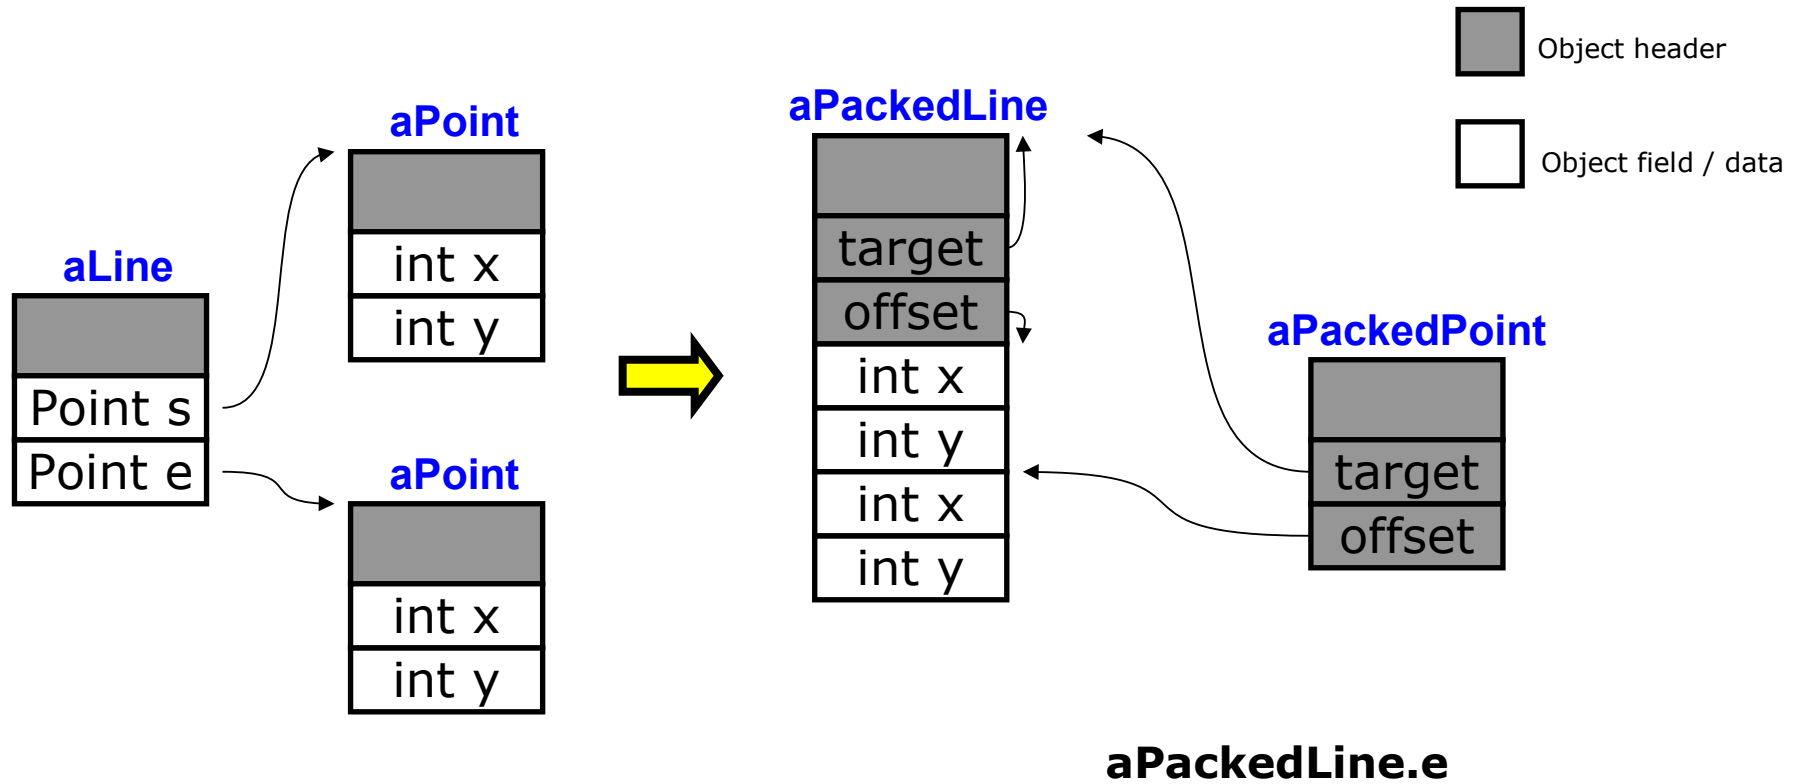 Object header
Object field / data
aLine
Point s
Point e
aPoint
int x
int y
aPoint
int x
int y
aPackedLine
target
offset
int x
int y
int x
int y
aPackedPoint
target
offset
aPackedLine.e